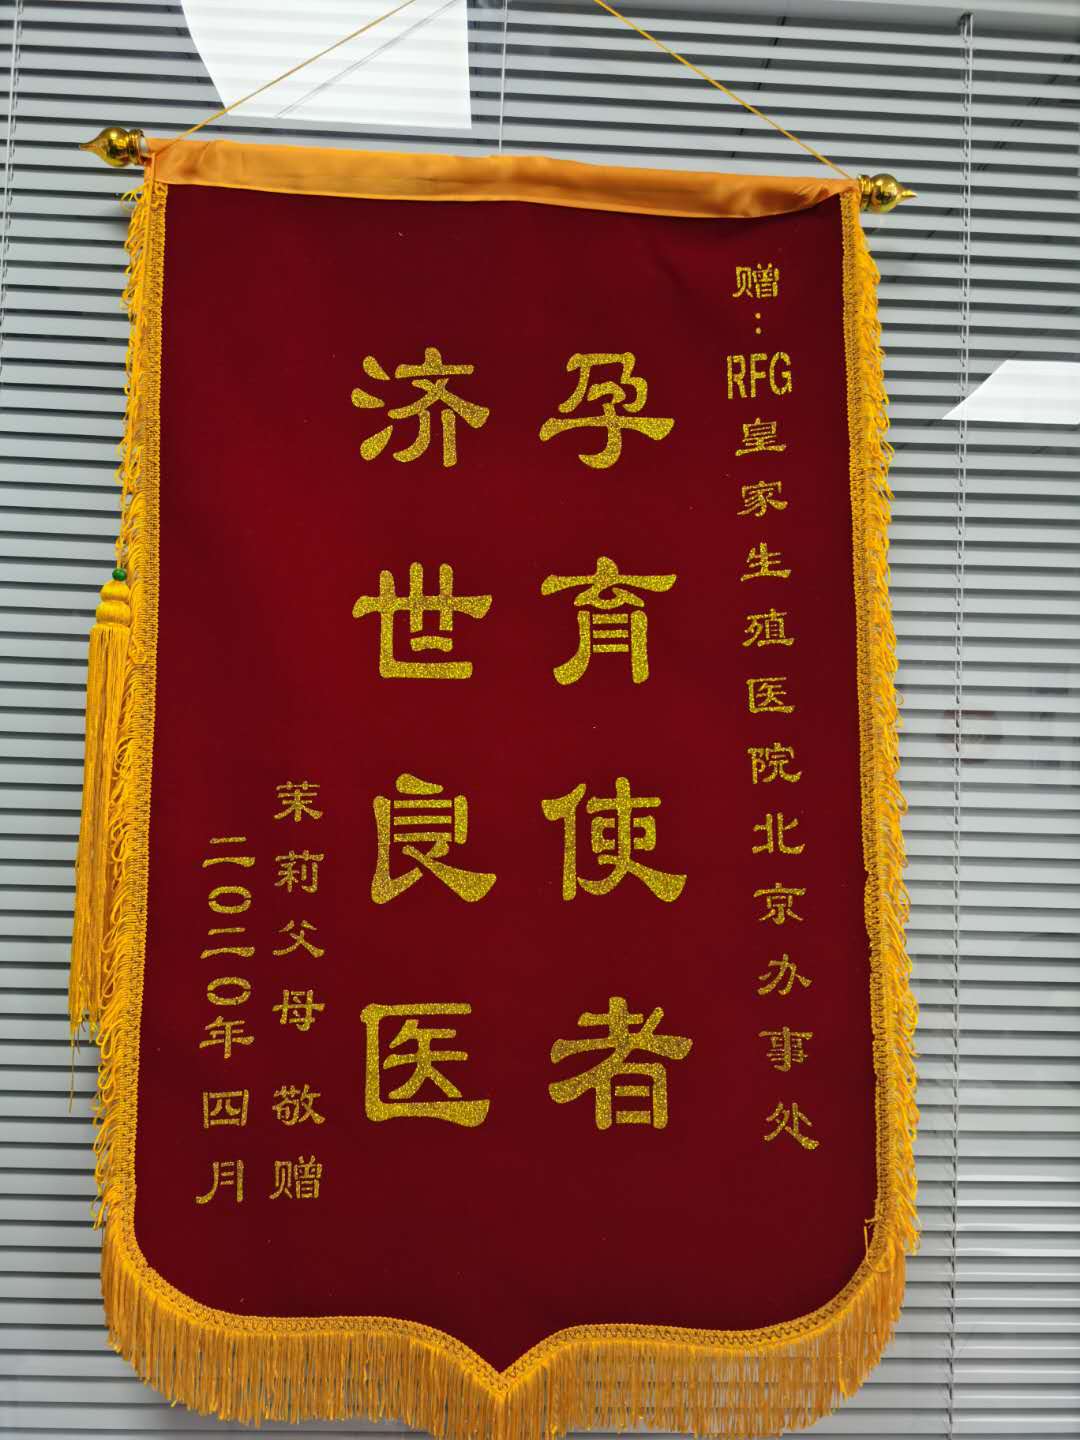 赠：RFG皇家生殖医院北京办事处
孕育使者
济世良医
茉莉父母 敬赠
二〇二〇年四月